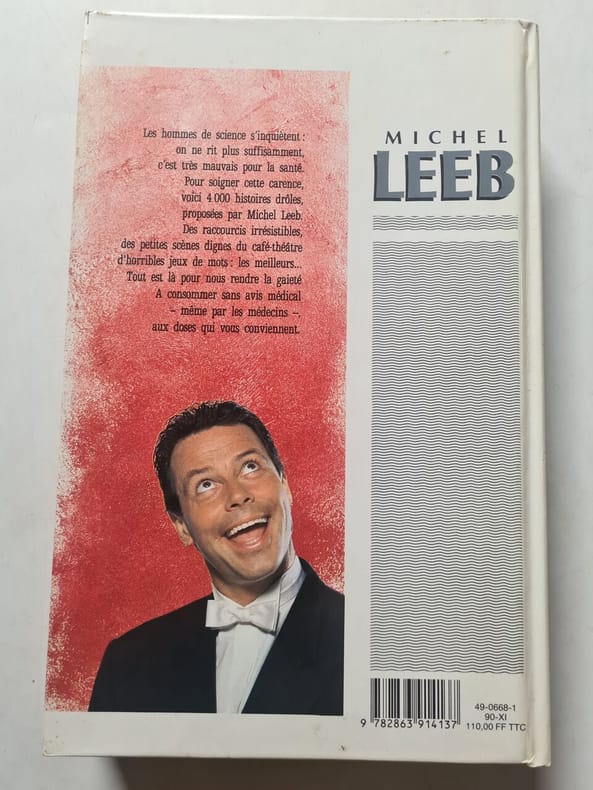 Les hommes de science s'inquiètent :
on ne rit plus suffisamment,
c'est très mauvais pour la santé.
Pour soigner cette carence,
voici 4 000 histoires drôles,
proposées par Michel Leeb.
Des raccourcis irrésistibles,
des petites scènes dignes du café-théâtre
d'horribles jeux de mots : les meilleurs...
Tout est là pour nous rendre la gaieté
A consommer sans avis médical
– même par les médecins –,
aux doses qui vous conviennent.
MICHEL
LEEB
9 782863 914137
49-0668-1
90-XI
110,00 FF TTC